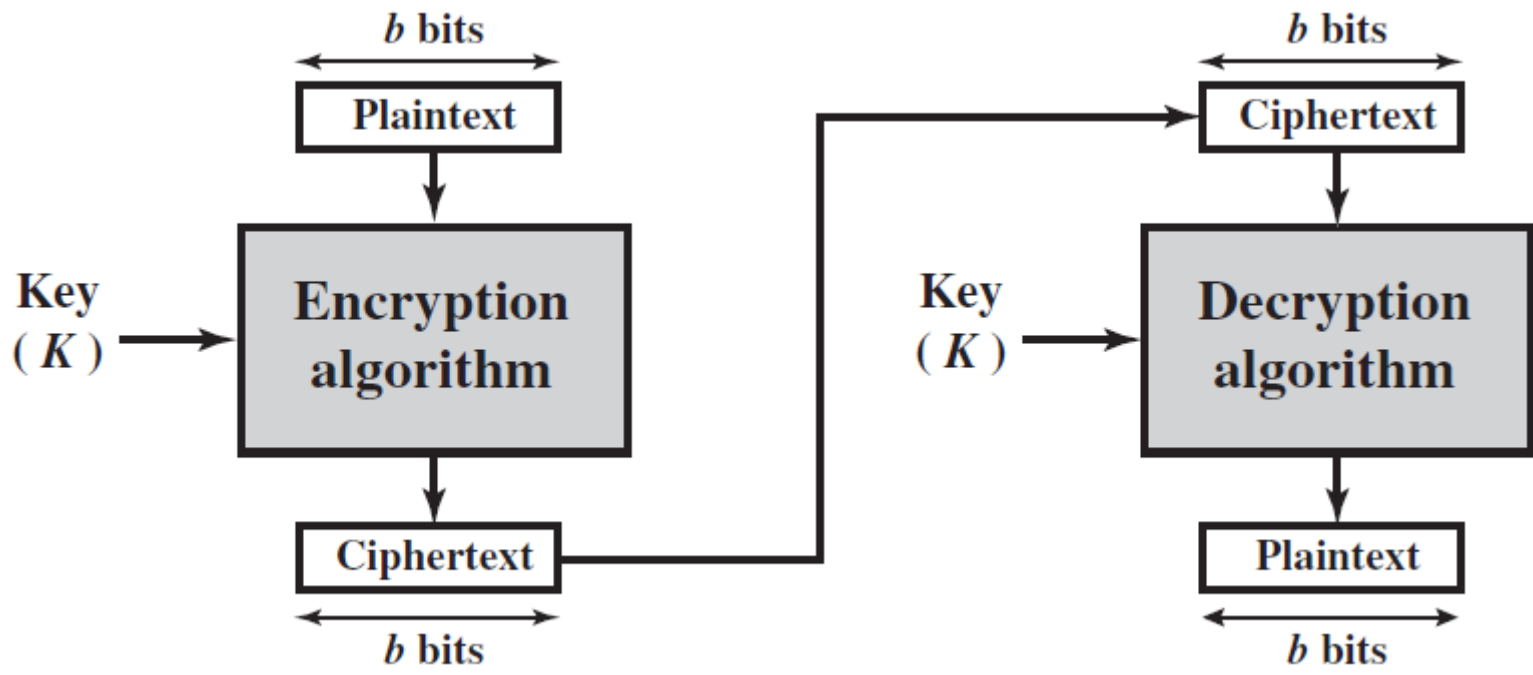 b bits
Plaintext
Key
( K )
Encryption
algorithm
Ciphertext
b bits
b bits
Ciphertext
Key
( K )
Decryption
algorithm
Plaintext
b bits